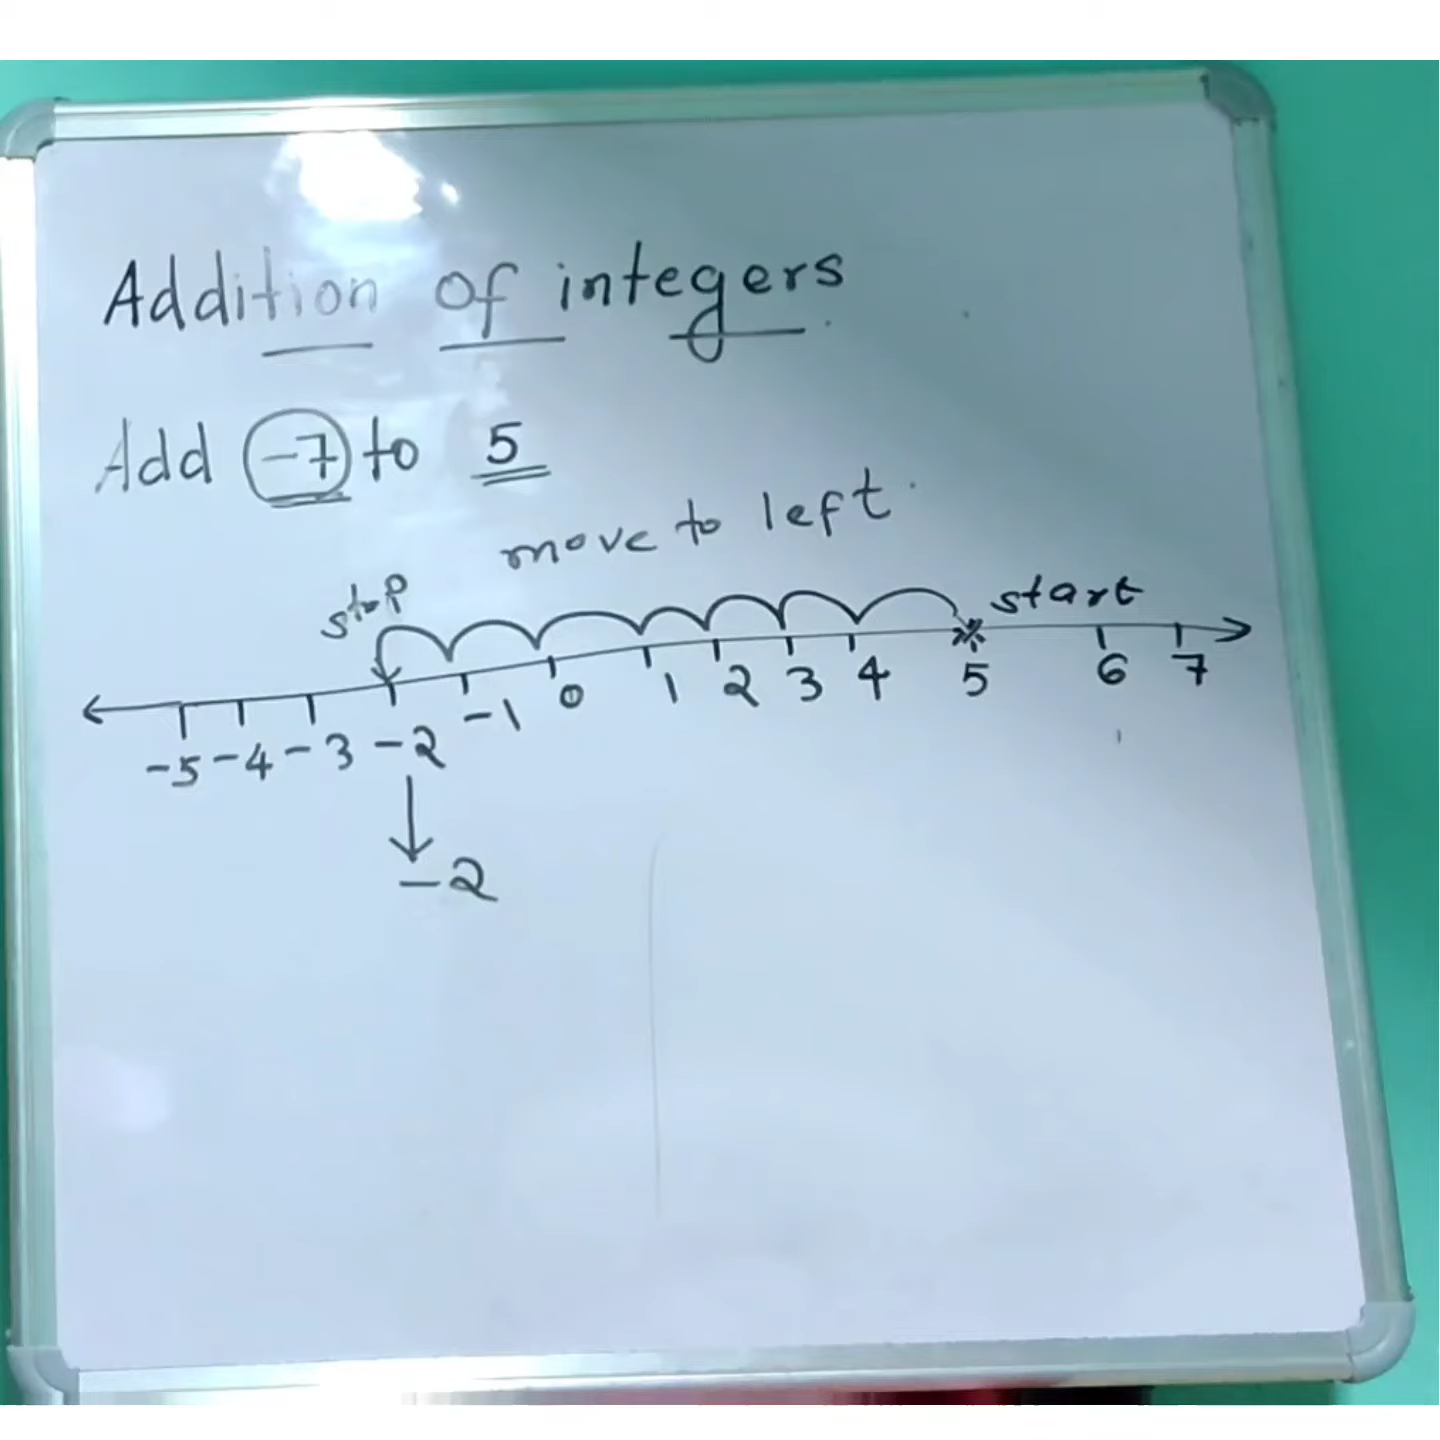 Addition of integers
Add -7 to 5
move to left
stop start
-5 -4 -3 -2 -1 0 1 2 3 4 5 6 7
-2